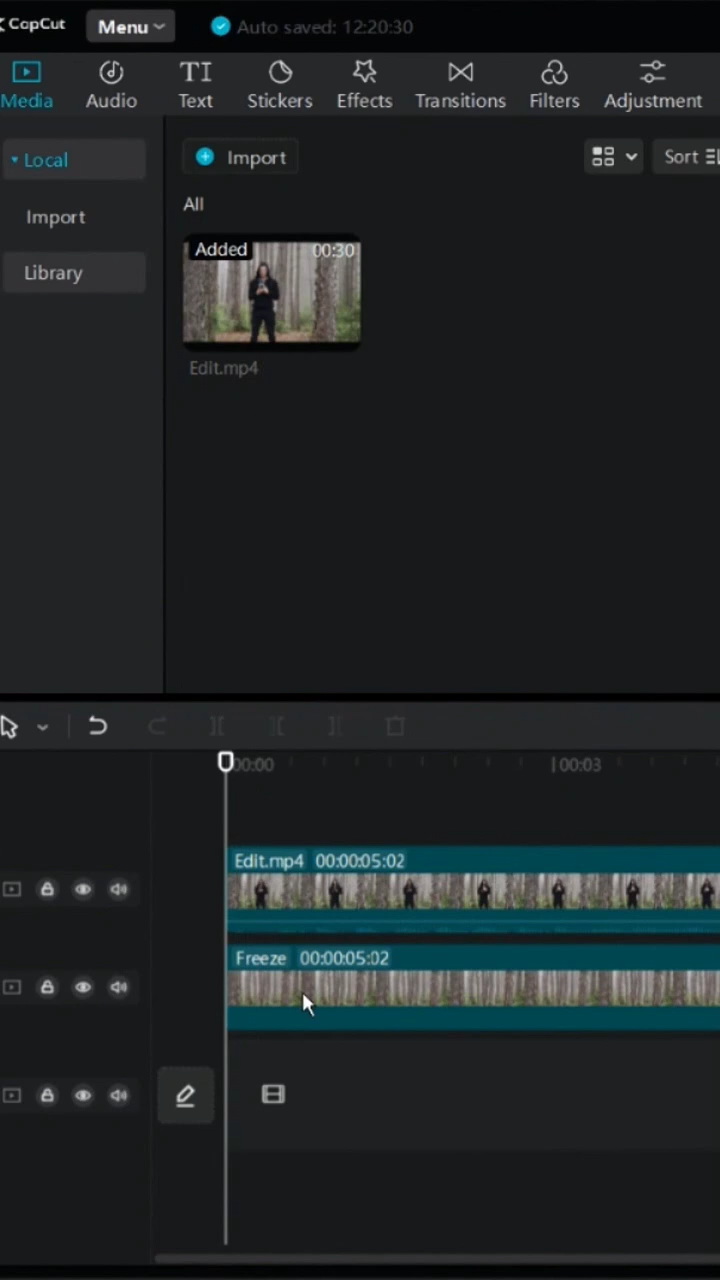 CapCut Menu Auto saved: 12:20:30
Media Audio TI Text Stickers Effects Transitions Filters Adjustment
Local
Import
Library
Import
Sort
All
Added 00:30
Edit.mp4
00:00 00:03
Edit.mp4 00:00:05:02
Freeze 00:00:05:02